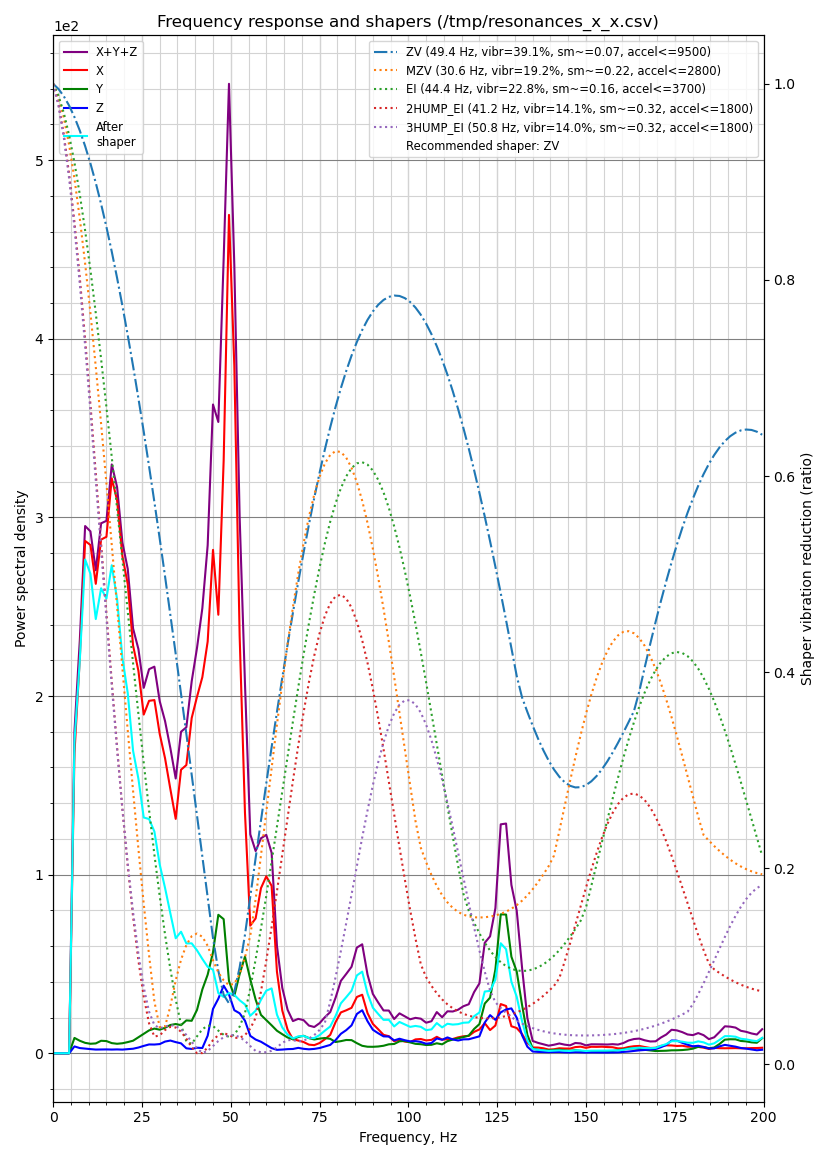 Frequency response and shapers (/tmp/resonances_x_x.csv)
1e2
X+Y+Z
X
Y
Z
After
shaper
ZV (49.4 Hz, vibr=39.1%, sm~=0.07, accel<=9500)
MZV (30.6 Hz, vibr=19.2%, sm~=0.22, accel<=2800)
EI (44.4 Hz, vibr=22.8%, sm~=0.16, accel<=3700)
2HUMP_EI (41.2 Hz, vibr=14.1%, sm~=0.32, accel<=1800)
3HUMP_EI (50.8 Hz, vibr=14.0%, sm~=0.32, accel<=1800)
Recommended shaper: ZV
Power spectral density
5
4
3
2
1
0
1.0
0.8
0.6
0.4
0.2
0.0
Shaper vibration reduction (ratio)
0 25 50 75 100 125 150 175 200
Frequency, Hz